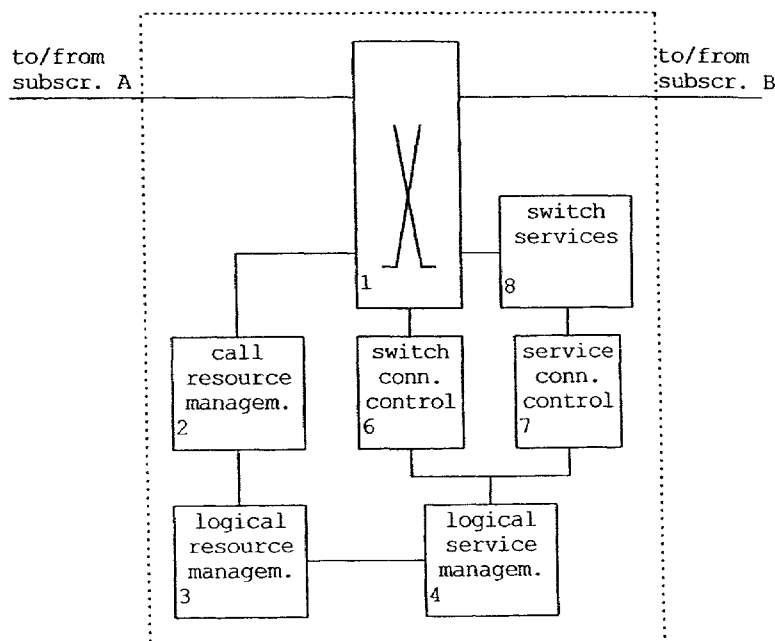 to/from
subscr. A
to/from
subscr. B
1
switch
services
8
call
resource
managem.
2
switch
conn.
control
6
service
conn.
control
7
logical
resource
managem.
3
logical
service
managem.
4